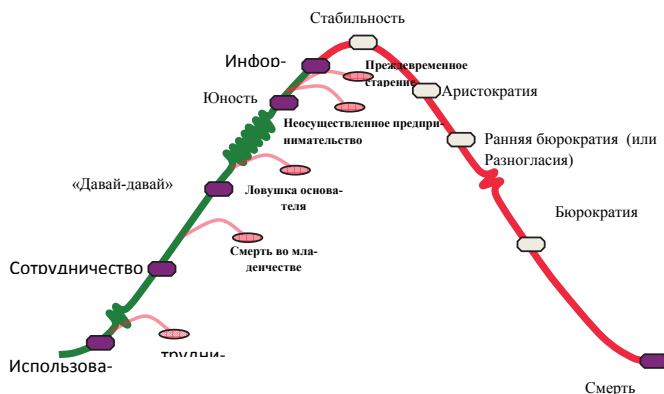 Стабильность
Инфор-
Преждевременное
старение
Юность
Аристократия
Неосуществленное предпри-
нимательство
Ранняя бюрократия (или
Разногласия)
«Давай-давай»
Ловушка основа-
теля
Бюрократия
Смерть во мла-
денчестве
Сотрудничество
трудни-
Использова-
Смерть